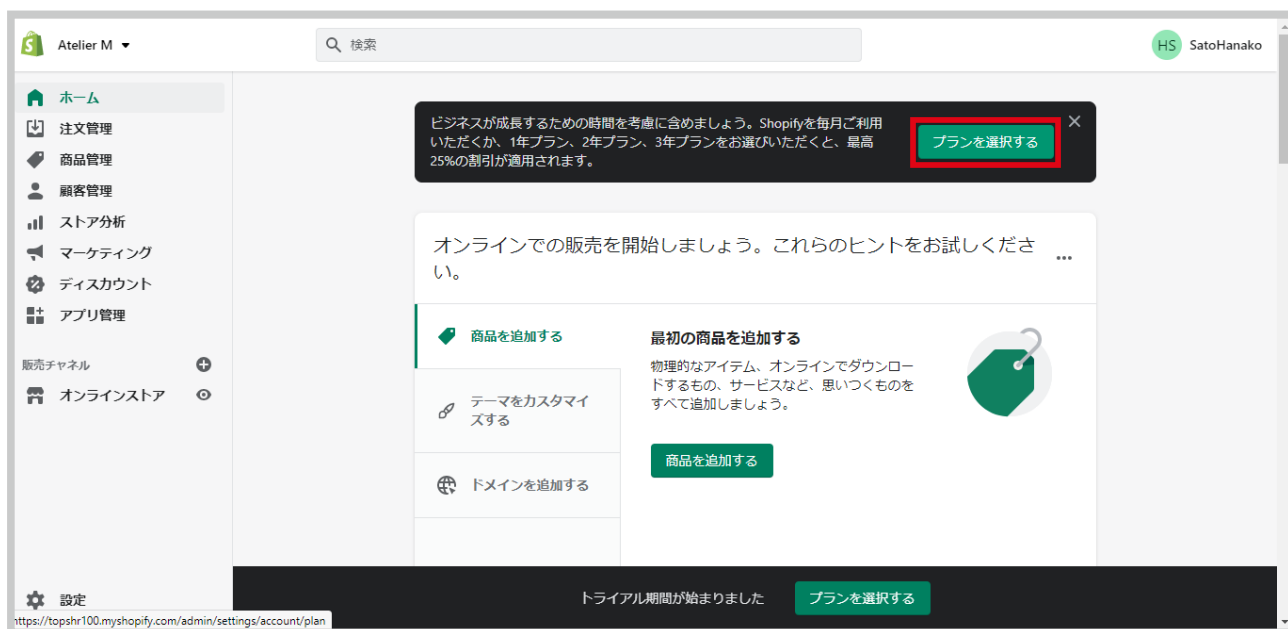 Atelier M
検索
HS
SatoHanako
ホーム
注文管理
商品管理
顧客管理
ストア分析
マーケティング
ディスカウント
アプリ管理
販売チャネル
オンラインストア
設定
ビジネスが成長するための時間を考慮に含めましょう。Shopifyを毎月ご利用
いただくか、1年プラン、2年プラン、3年プランをお選びいただくと、最高
25%の割引が適用されます。
プランを選択する
オンラインでの販売を開始しましょう。これらのヒントをお試しくださ
い。
商品を追加する
テーマをカスタマイ
ズする
ドメインを追加する
最初の商品を追加する
物理的なアイテム、オンラインでダウンロー
ドするもの、サービスなど、思いつくものを
すべて追加しましょう。
商品を追加する
トライアル期間が始まりました
プランを選択する
https://topshr100.myshopify.com/admin/settings/account/plan